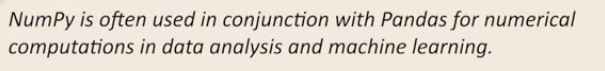 NumPy is often used in conjunction with Pandas for numerical
computations in data analysis and machine learning.